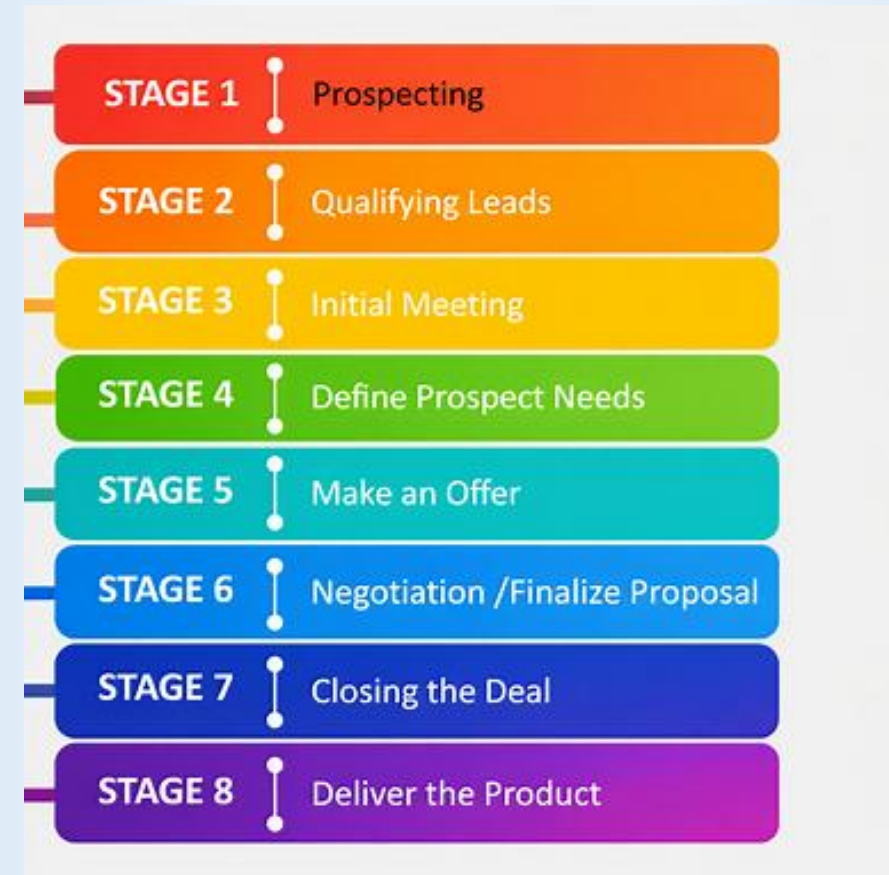 STAGE 1 Prospecting
STAGE 2 Qualifying Leads
STAGE 3 Initial Meeting
STAGE 4 Define Prospect Needs
STAGE 5 Make an Offer
STAGE 6 Negotiation /Finalize Proposal
STAGE 7 Closing the Deal
STAGE 8 Deliver the Product